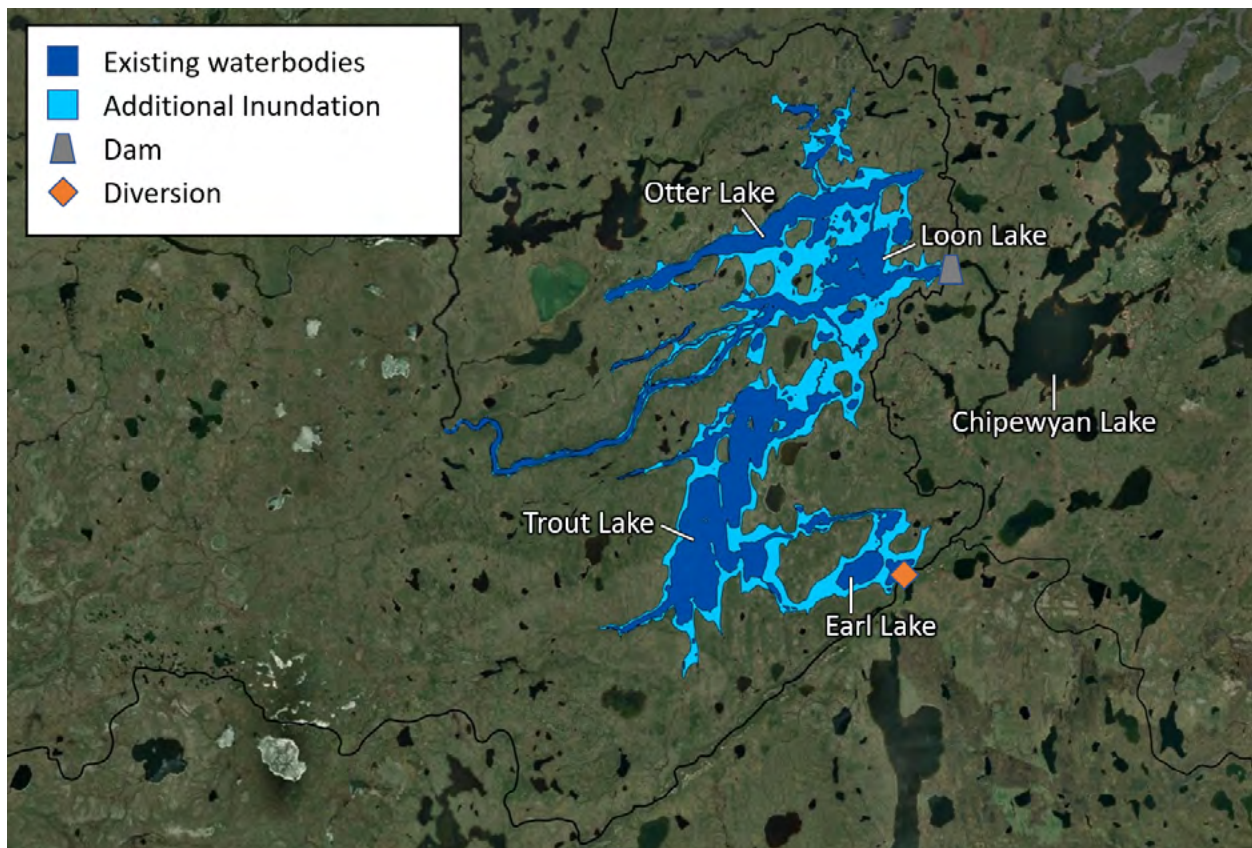 Existing waterbodies
Additional Inundation
Dam
Diversion
Otter Lake
Loon Lake
Chipewyan Lake
Trout Lake
Earl Lake